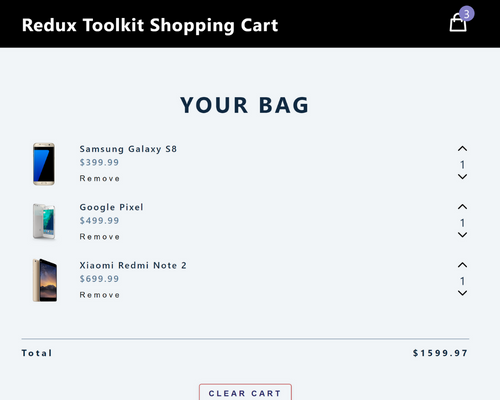 Redux Toolkit Shopping Cart
3
YOUR BAG
Samsung Galaxy S8
$399.99
Remove
1
Google Pixel
$499.99
Remove
1
Xiaomi Redmi Note 2
$699.99
Remove
1
Total $1599.97
CLEAR CART